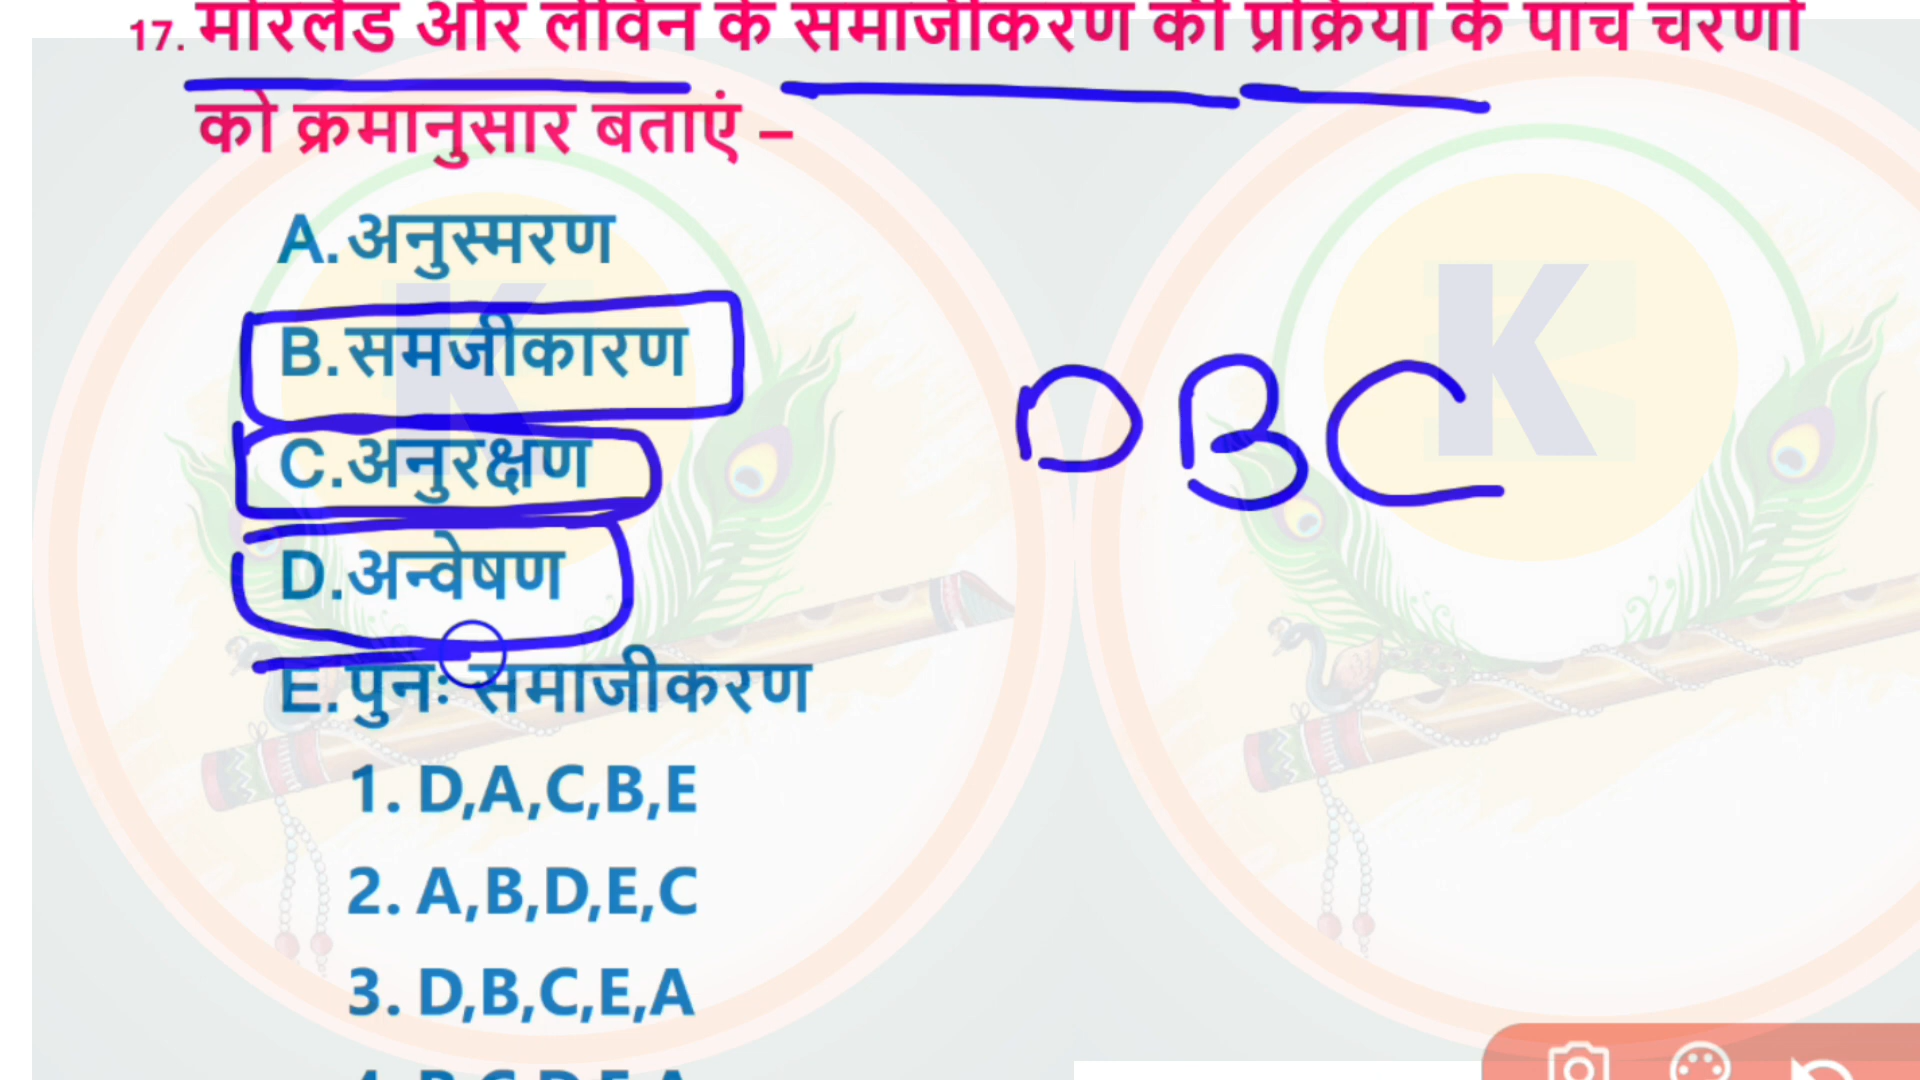 17. मोरलैंड और लेविन के समाजीकरण की प्रक्रिया के पांच चरणों
को क्रमानुसार बताएं –
A. अनुस्मरण
B. समजीकारण
C. अनुरक्षण
D. अन्वेषण
E. पुनः समाजीकरण
DBC
1. D,A,C,B,E
2. A,B,D,E,C
3. D,B,C,E,A
K
K